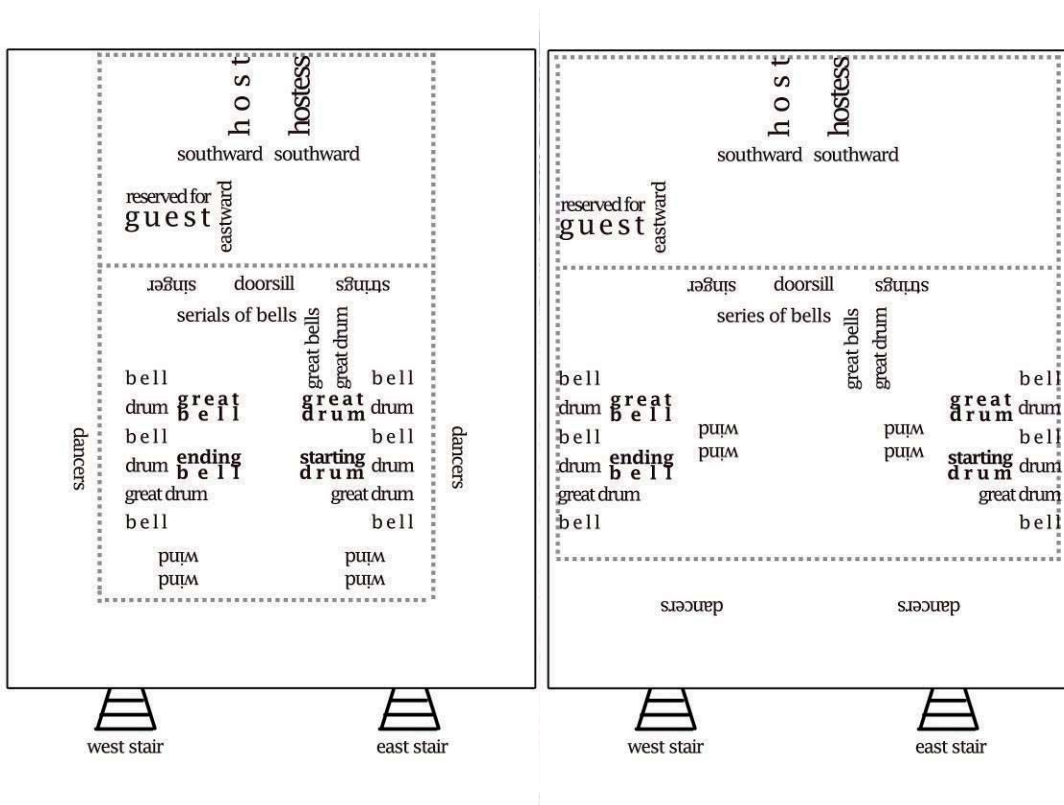 host hostess
southward southward
reserved for
guest eastward
singer doorsill strings
serials of bells great bells great drum
bell bell
drum great bell great drum drum
bell bell
drum ending bell starting drum drum
great drum great drum
bell bell
wind wind
wind wind
dancers dancers
west stair east stair
host hostess
southward southward
reserved for
guest eastward
singer doorsill strings
series of bells great bells great drum
bell bell
drum great bell great drum drum
bell wind wind bell
wind wind
drum ending bell starting drum drum
great drum great drum
bell bell
dancers dancers
west stair east stair